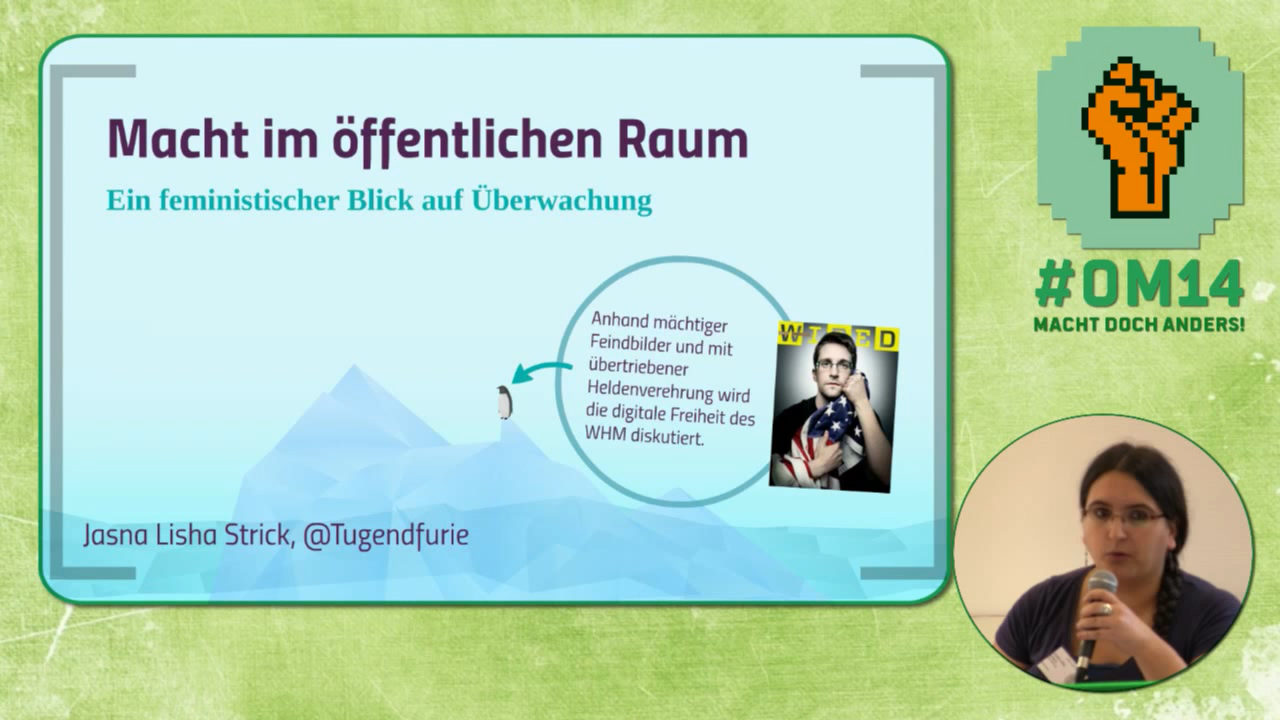 Macht im öffentlichen Raum
Ein feministischer Blick auf Überwachung
Anhand mächtiger
Feindbilder und mit
übertriebener
Heldenverehrung wird
die digitale Freiheit des
WHM diskutiert.
WIRED
Jasna Lisha Strick, @Tugendfurie
#OM14
MACHT DOCH ANDERS!